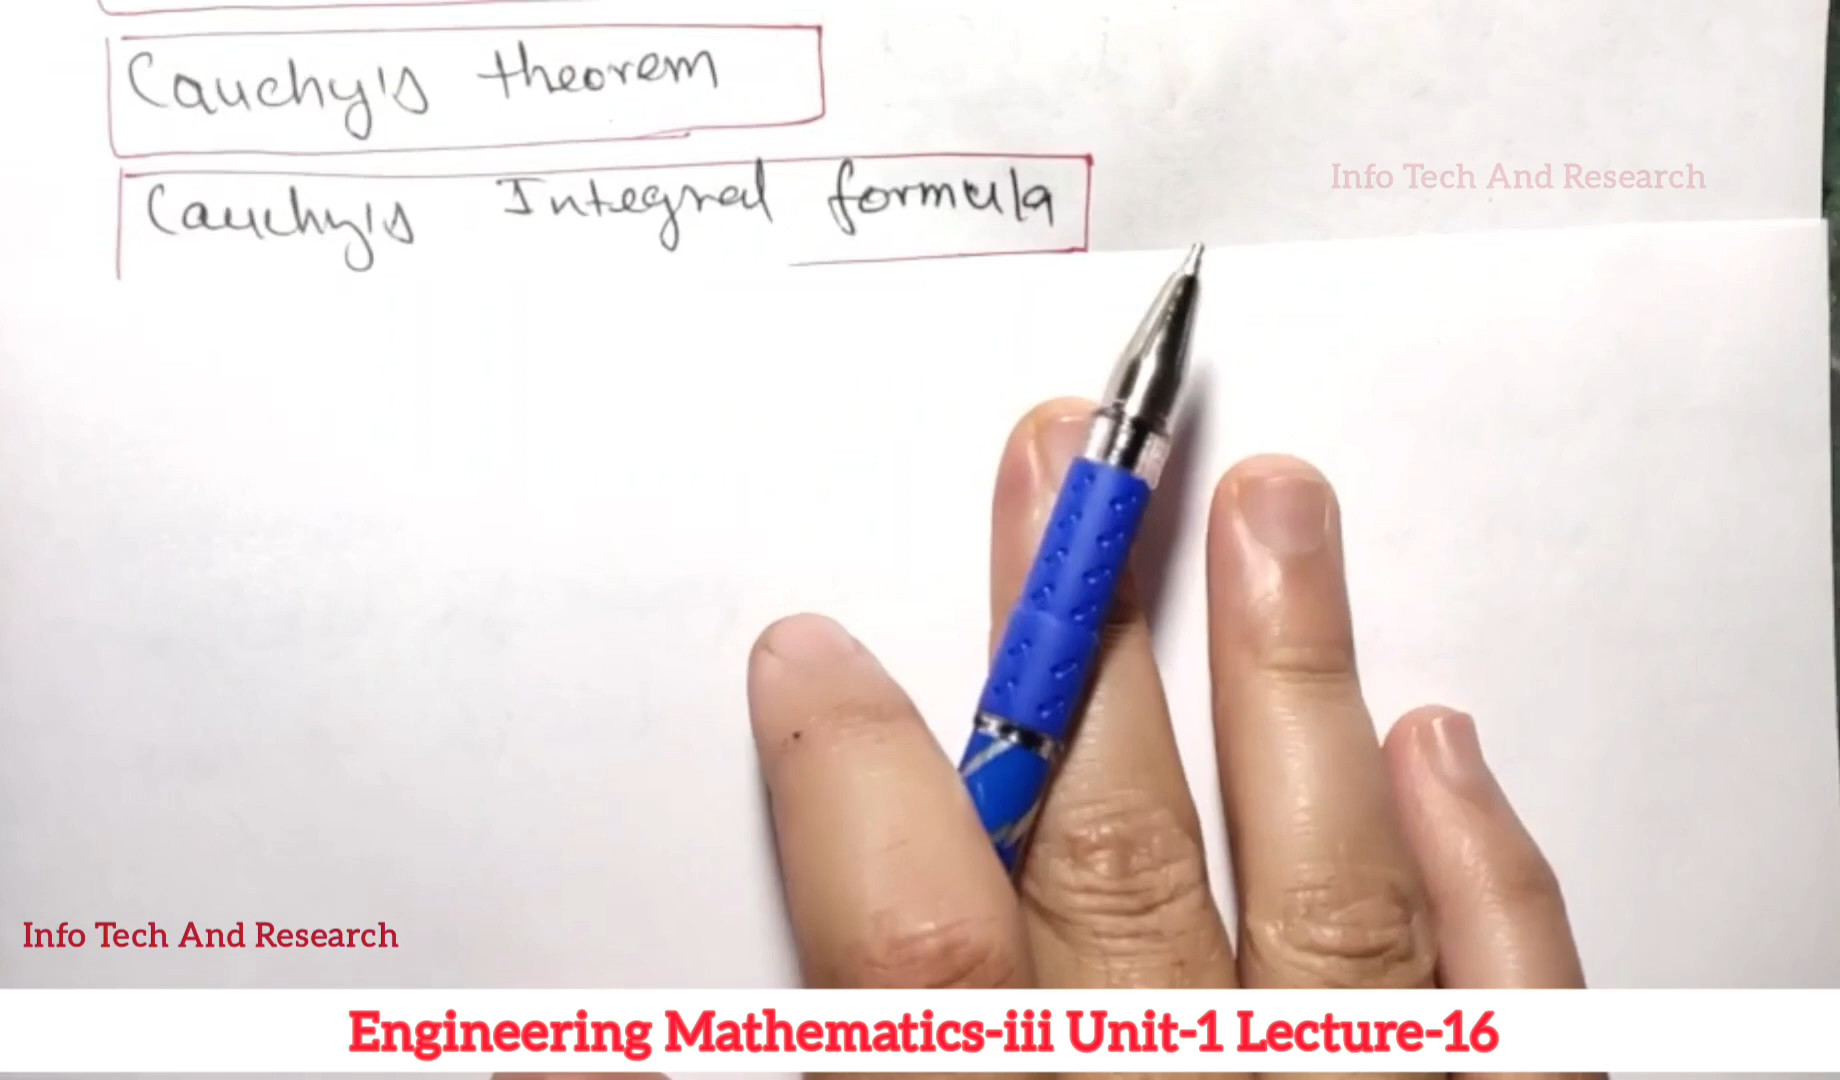 Cauchy's theorem
Cauchy's Integral formula
Info Tech And Research
Info Tech And Research
Engineering Mathematics-iii Unit-1 Lecture-16